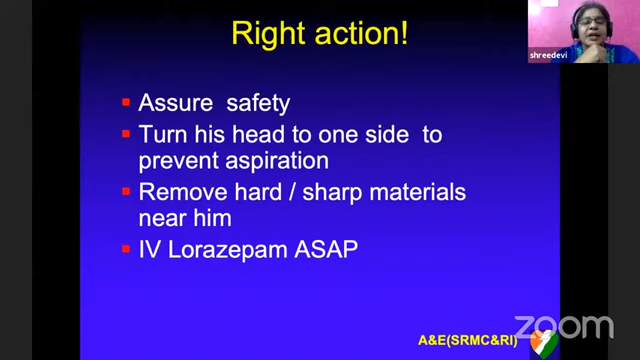 Right action!
shreedevi
Assure safety
Turn his head to one side to
prevent aspiration
Remove hard / sharp materials
near him
IV Lorazepam ASAP
A&E(SRMC&RI)
zoom